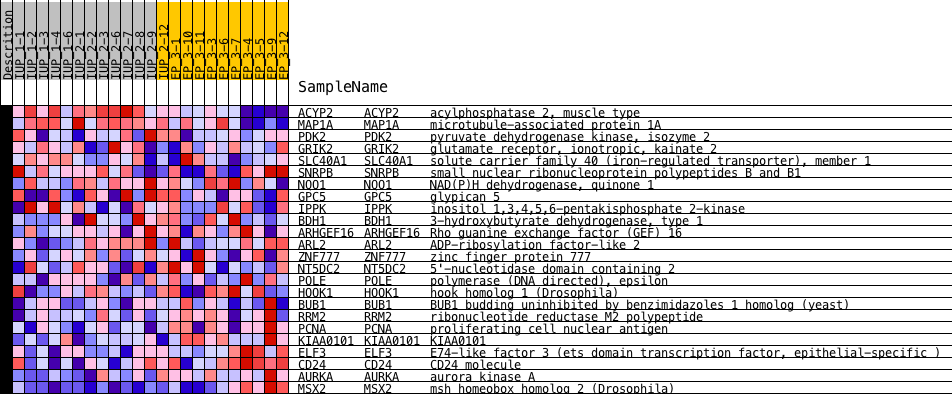 Descrition
IUP_1-1
IUP_1-2
IUP_1-3
IUP_1-4
IUP_1-6
IUP_2-1
IUP_2-2
IUP_2-3
IUP_2-6
IUP_2-7
IUP_2-8
IUP_2-9
IUP_2-12
EP_3-1
EP_3-10
EP_3-11
EP_3-3
EP_3-6
EP_3-7
EP_3-4
EP_3-5
EP_3-9
EP_3-12
SampleName
ACYP2 ACYP2 acylphosphatase 2, muscle type
MAP1A MAP1A microtubule-associated protein 1A
PDK2 PDK2 pyruvate dehydrogenase kinase, isozyme 2
GRIK2 GRIK2 glutamate receptor, ionotropic, kainate 2
SLC40A1 SLC40A1 solute carrier family 40 (iron-regulated transporter), member 1
SNRPB SNRPB small nuclear ribonucleoprotein polypeptides B and B1
NQO1 NQO1 NAD(P)H dehydrogenase, quinone 1
GPC5 GPC5 glypican 5
IPPK IPPK inositol 1,3,4,5,6-pentakisphosphate 2-kinase
BDH1 BDH1 3-hydroxybutyrate dehydrogenase, type 1
ARHGEF16 ARHGEF16 Rho guanine exchange factor (GEF) 16
ARL2 ARL2 ADP-ribosylation factor-like 2
ZNF777 ZNF777 zinc finger protein 777
NT5DC2 NT5DC2 5'-nucleotidase domain containing 2
POLE POLE polymerase (DNA directed), epsilon
HOOK1 HOOK1 hook homolog 1 (Drosophila)
BUB1 BUB1 BUB1 budding uninhibited by benzimidazoles 1 homolog (yeast)
RRM2 RRM2 ribonucleotide reductase M2 polypeptide
PCNA PCNA proliferating cell nuclear antigen
KIAA0101 KIAA0101 KIAA0101
ELF3 ELF3 E74-like factor 3 (ets domain transcription factor, epithelial-specific )
CD24 CD24 CD24 molecule
AURKA AURKA aurora kinase A
MSX2 MSX2 msh homeobox homolog 2 (Drosophila)